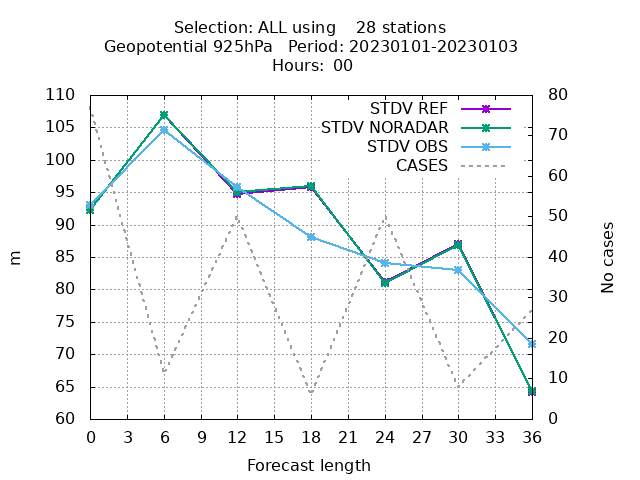 Selection: ALL using    28 stations
Geopotential 925hPa   Period: 20230101-20230103
Hours:  00
STDV REF
STDV NORADAR
STDV OBS
CASES
110
105
100
95
90
85
80
75
70
65
60
m
80
70
60
50
40
30
20
10
0
No cases
0 3 6 9 12 15 18 21 24 27 30 33 36
Forecast length